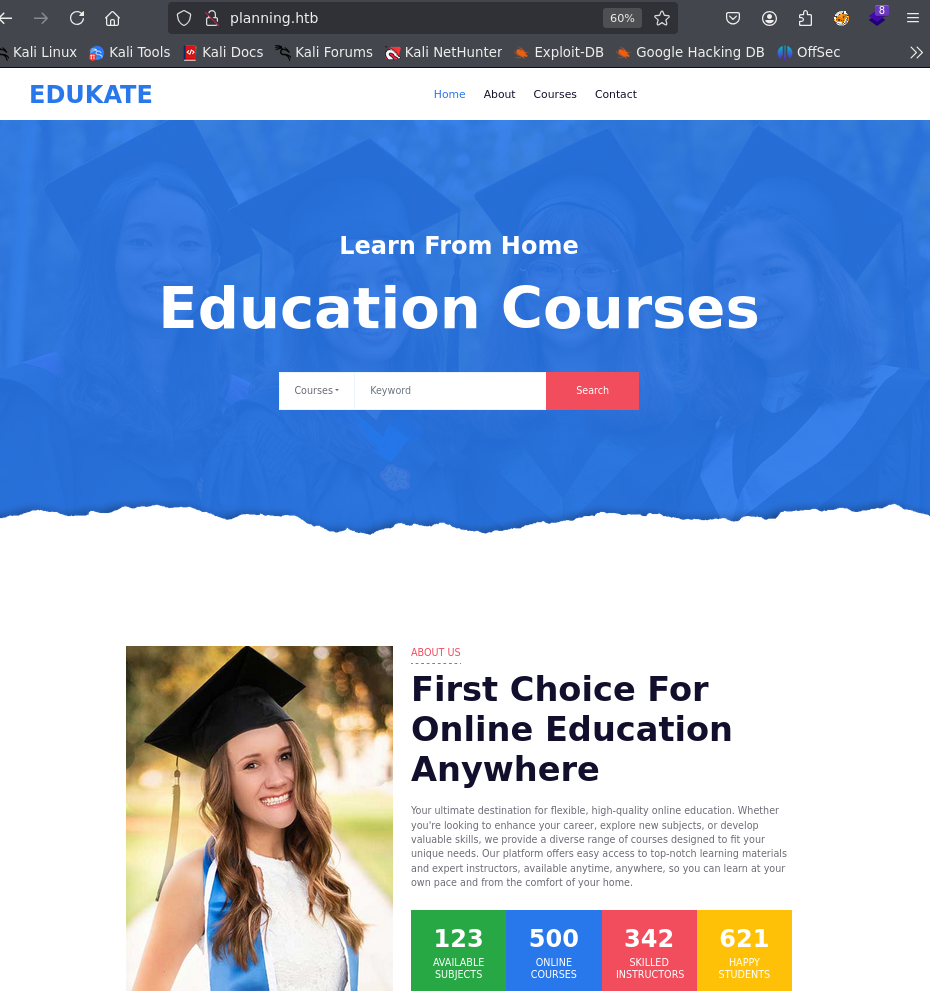 planning.htb
60%
8
Kali Linux Kali Tools Kali Docs Kali Forums Kali NetHunter Exploit-DB Google Hacking DB OffSec
EDUKATE
Home About Courses Contact
Learn From Home
Education Courses
Courses Keyword Search
ABOUT US
First Choice For
Online Education
Anywhere
Your ultimate destination for flexible, high-quality online education. Whether
you're looking to enhance your career, explore new subjects, or develop
valuable skills, we provide a diverse range of courses designed to fit your
unique needs. Our platform offers easy access to top-notch learning materials
and expert instructors, available anytime, anywhere, so you can learn at your
own pace and from the comfort of your home.
123 500 342 621
AVAILABLE ONLINE SKILLED HAPPY
SUBJECTS COURSES INSTRUCTORS STUDENTS